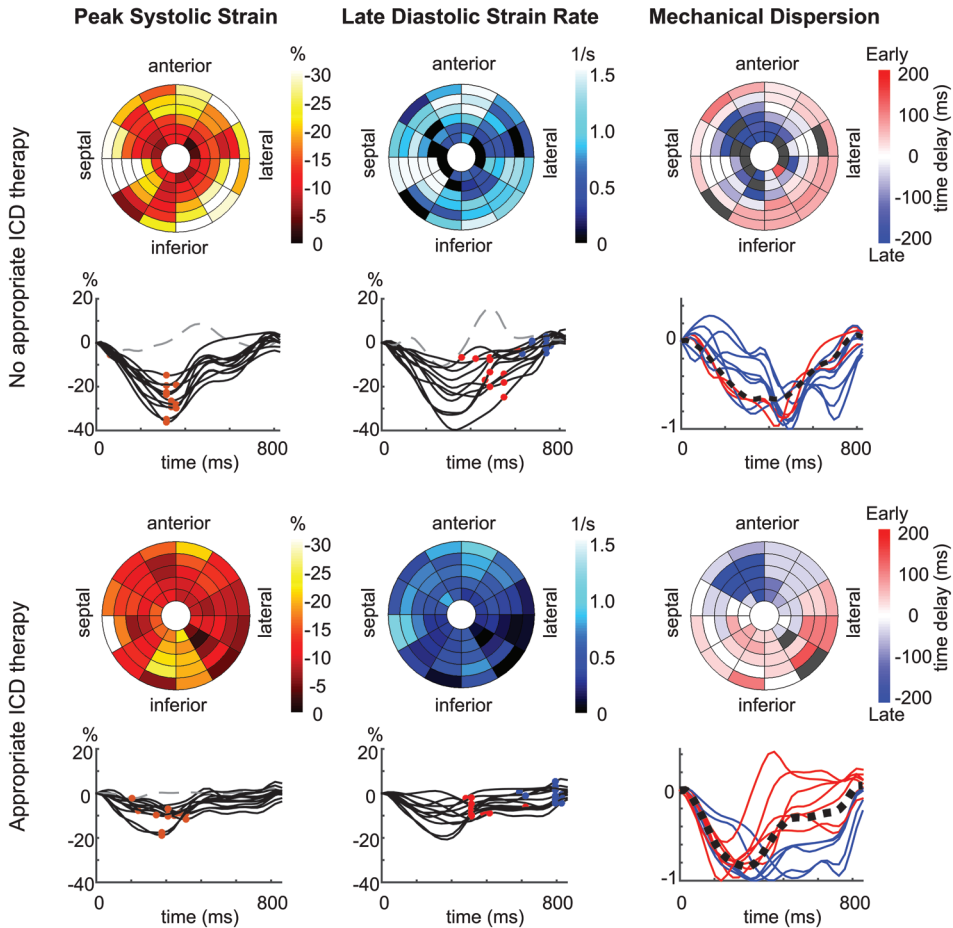 Peak Systolic Strain
Late Diastolic Strain Rate
Mechanical Dispersion
No appropriate ICD therapy
anterior
septal
lateral
inferior
%
-30
-25
-20
-15
-10
-5
0
anterior
septal
lateral
inferior
1/s
1.5
1.0
0.5
0
anterior
septal
lateral
inferior
Early
200
100
0
-100
-200
Late
time delay (ms)
%
20
0
-20
-40
0
800
time (ms)
%
20
0
-20
-40
0
800
time (ms)
0
-1
0
800
time (ms)
Appropriate ICD therapy
anterior
septal
lateral
inferior
%
-30
-25
-20
-15
-10
-5
0
anterior
septal
lateral
inferior
1/s
1.5
1.0
0.5
0
anterior
septal
lateral
inferior
Early
200
100
0
-100
-200
Late
time delay (ms)
%
20
0
-20
-40
0
800
time (ms)
%
20
0
-20
-40
0
800
time (ms)
0
-1
0
800
time (ms)